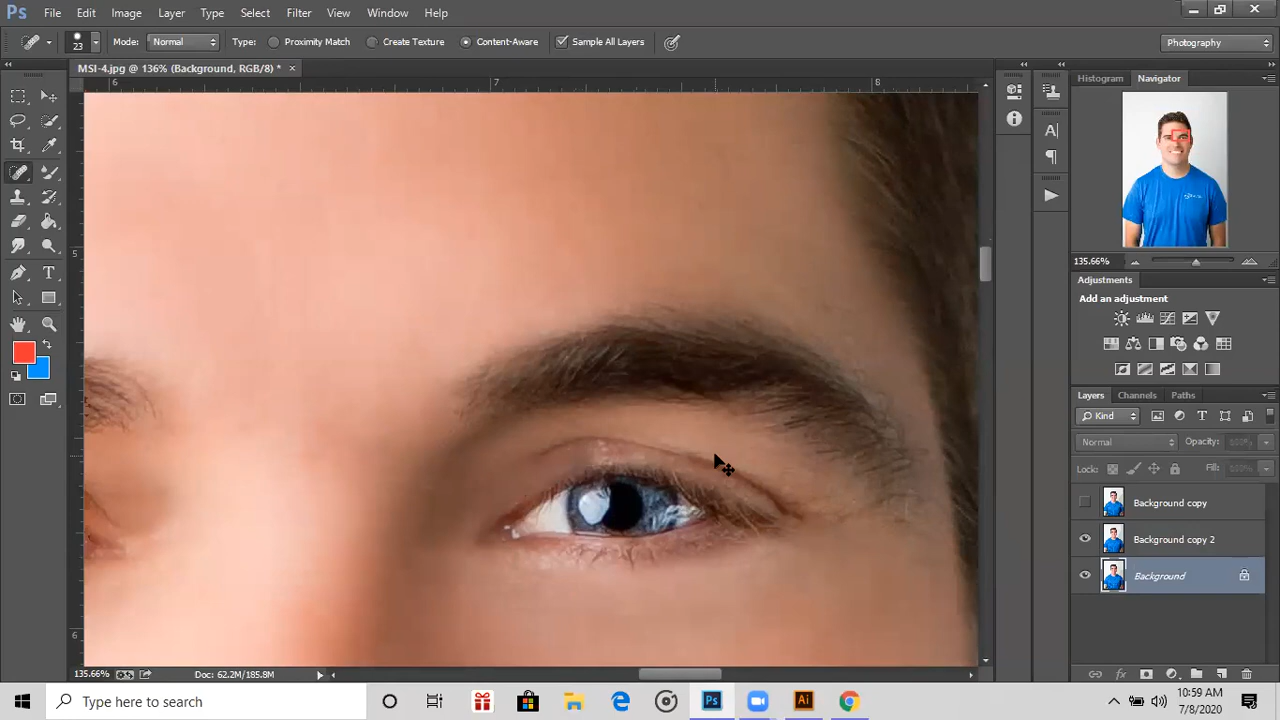 Ps File Edit Image Layer Type Select Filter View Window Help
23 Mode: Normal Type: Proximity Match Create Texture Content-Aware Sample All Layers Photography
MSI-4.jpg @ 136% (Background, RGB/8) * ×
6 7 8
5
6
Histogram Navigator
135.66%
Adjustments
Add an adjustment
Layers Channels Paths
Kind
Normal Opacity:
Lock: Fill:
Background copy
Background copy 2
Background
135.66% Doc: 62.2M/185.8M
Type here to search
Ps Ai
10:59 AM
7/8/2020